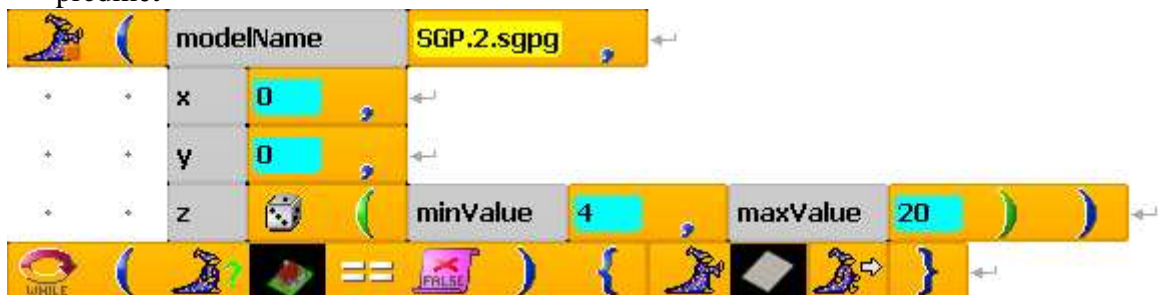 modelName SGP.2.sgpg ,
x 0 ,
y 0 ,
z ( minValue 4 , maxValue 20 ) )
WHILE ( ? == FALSE ) { }